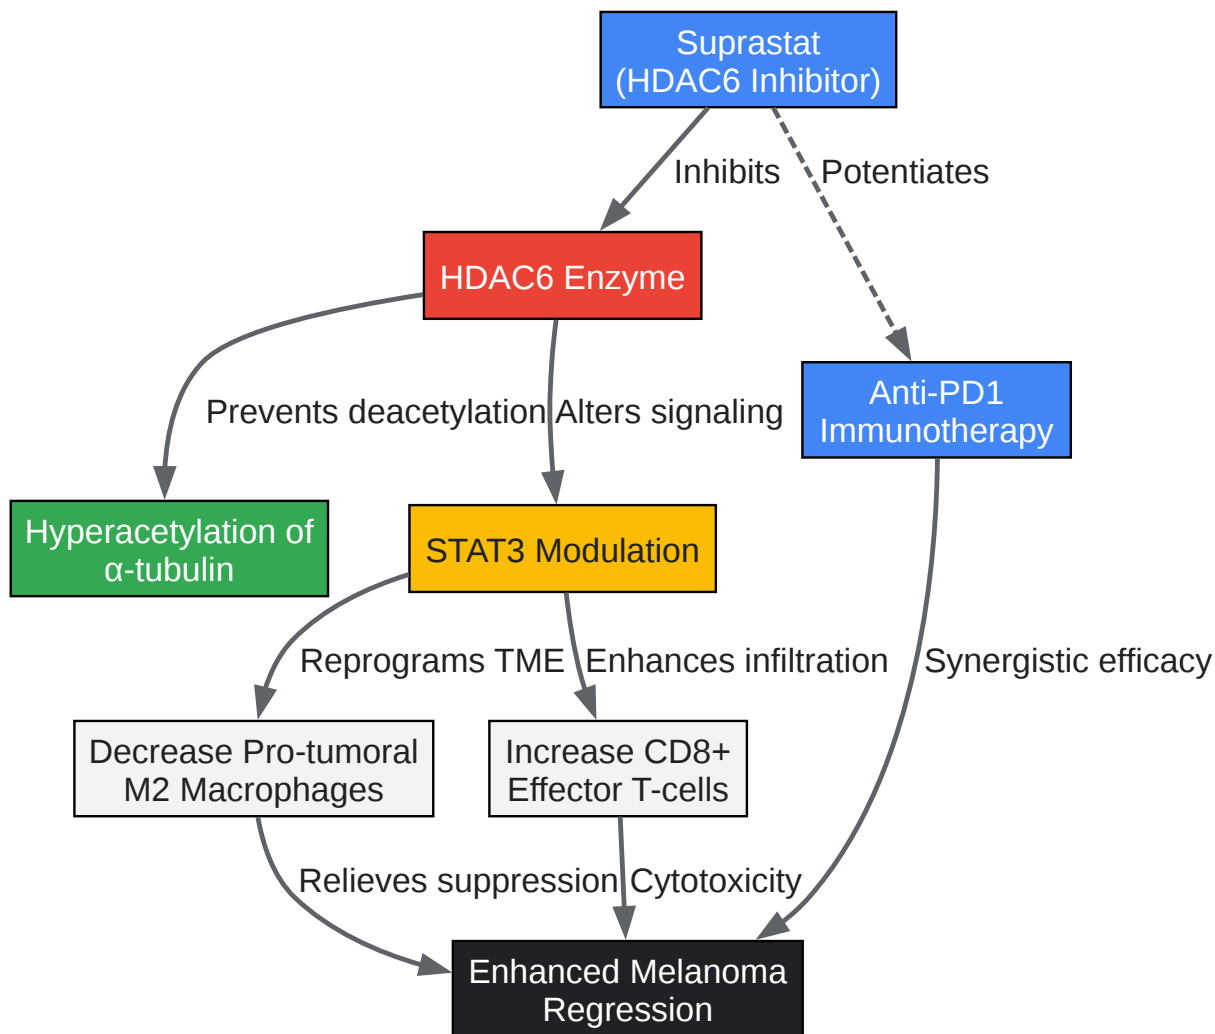 Suprastat
(HDAC6 Inhibitor)
Inhibits
Potentiates
HDAC6 Enzyme
Anti-PD1
Immunotherapy
Prevents deacetylation
Alters signaling
Hyperacetylation of
α-tubulin
STAT3 Modulation
Reprograms TME
Enhances infiltration
Synergistic efficacy
Decrease Pro-tumoral
M2 Macrophages
Increase CD8+
Effector T-cells
Relieves suppression
Cytotoxicity
Enhanced Melanoma
Regression